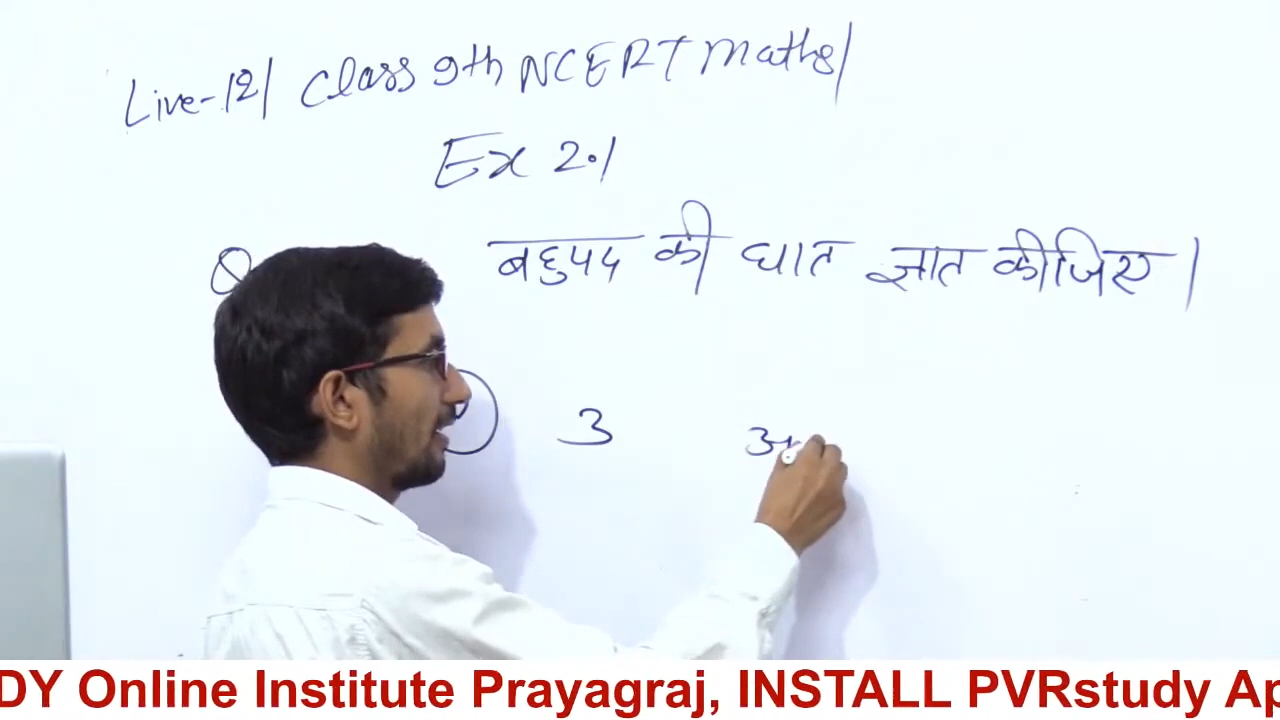 Live-12| Class 9th NCERT Maths|
Ex 2.1
Q बहुपद की घात ज्ञात कीजिए।
3
DY Online Institute Prayagraj, INSTALL PVRstudy Ap